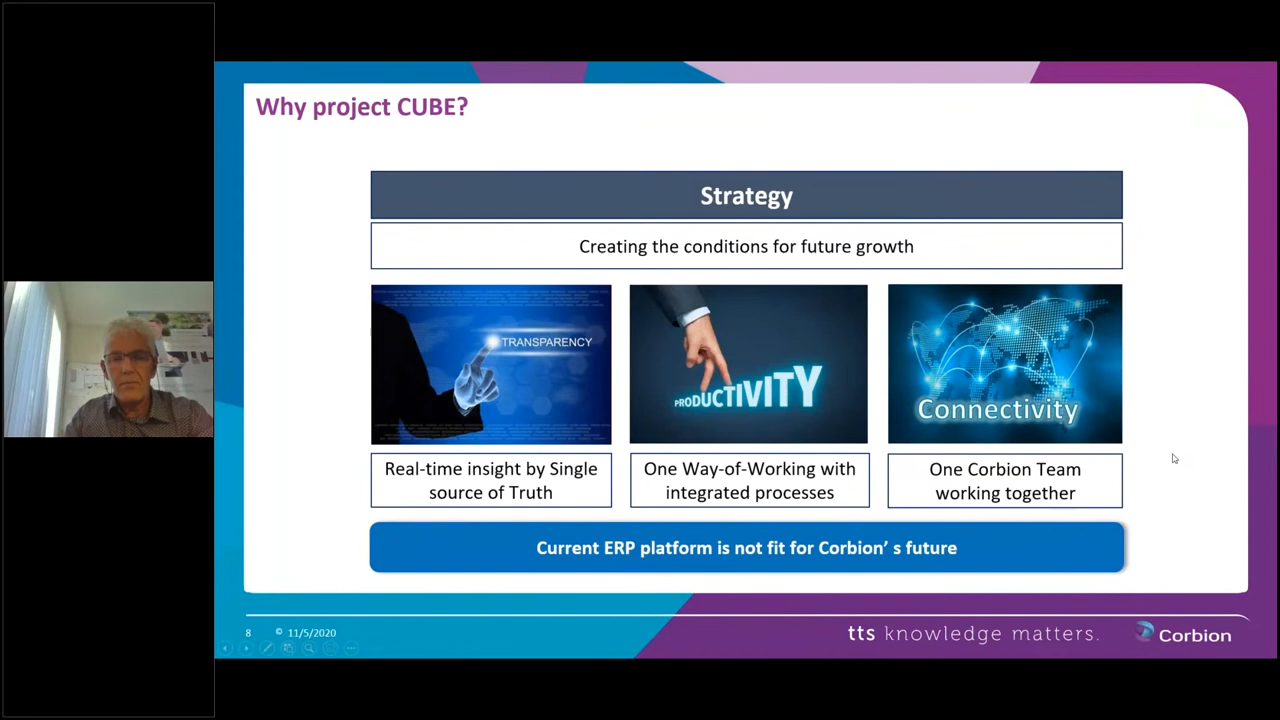 Why project CUBE?
Strategy
Creating the conditions for future growth
TRANSPARENCY
PRODUCTIVITY
Connectivity
Real-time insight by Single
source of Truth
One Way-of-Working with
integrated processes
One Corbion Team
working together
Current ERP platform is not fit for Corbion’ s future
8 © 11/5/2020
tts knowledge matters.
Corbion